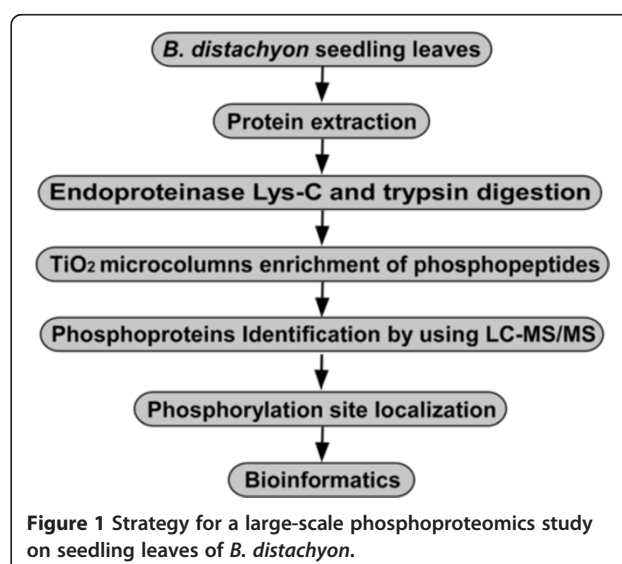 B. distachyon seedling leaves
Protein extraction
Endoproteinase Lys-C and trypsin digestion
TiO₂ microcolumns enrichment of phosphopeptides
Phosphoproteins Identification by using LC-MS/MS
Phosphorylation site localization
Bioinformatics
Figure 1 Strategy for a large-scale phosphoproteomics study
on seedling leaves of B. distachyon.